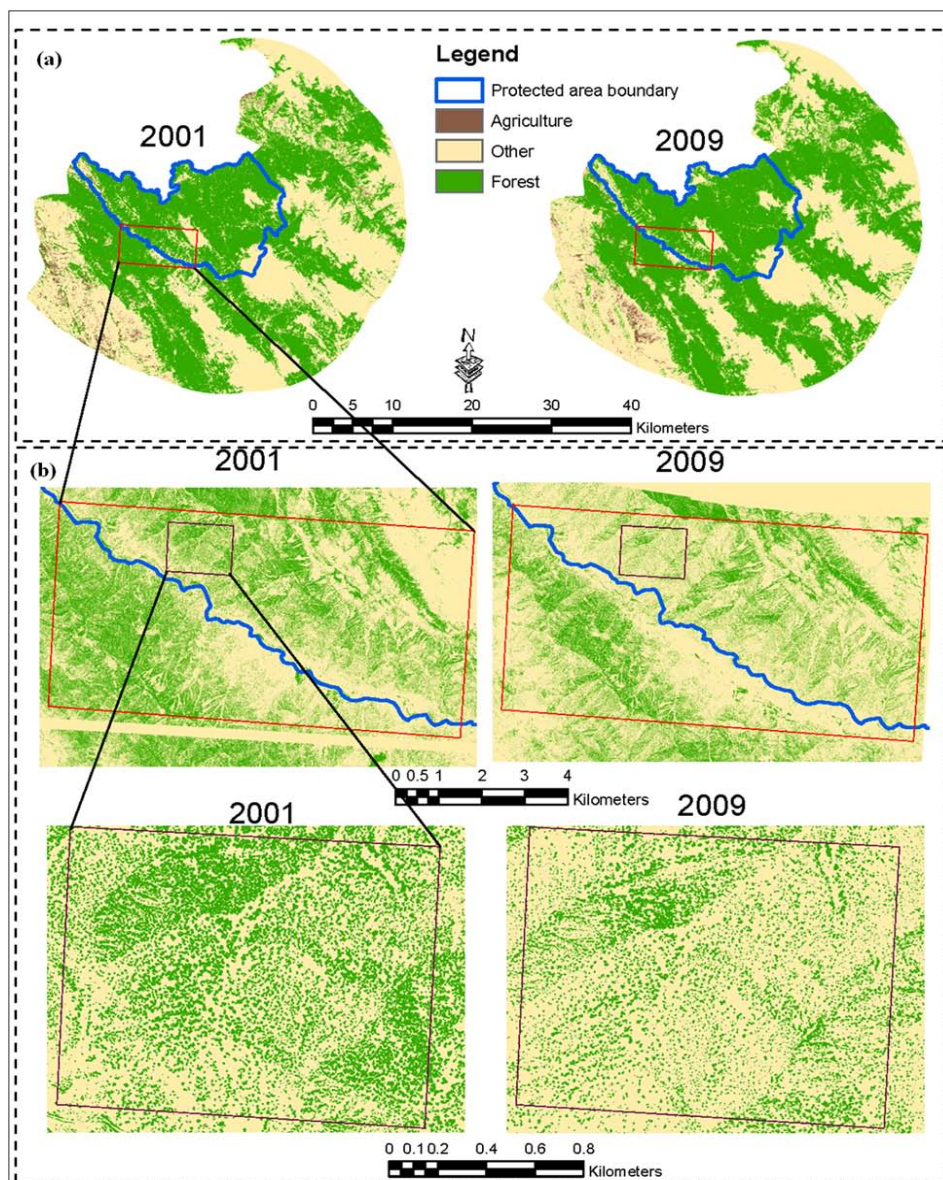 (a)
Legend
Protected area boundary
Agriculture
Other
Forest
2001
2009
N
0 5 10 20 30 40
Kilometers
(b)
2001
2009
0 0.5 1 2 3 4
Kilometers
2001
2009
0 0.1 0.2 0.4 0.6 0.8
Kilometers